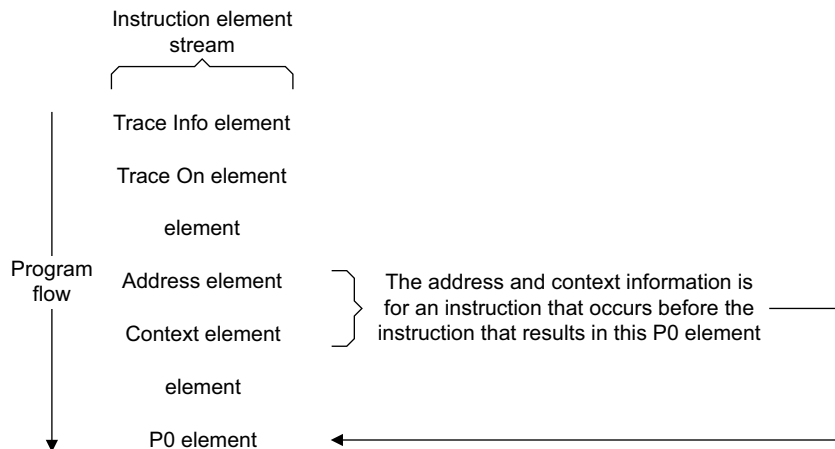 Instruction element
stream
Trace Info element
Trace On element
element
Program
flow
Address element
Context element
The address and context information is
for an instruction that occurs before the
instruction that results in this P0 element
element
P0 element